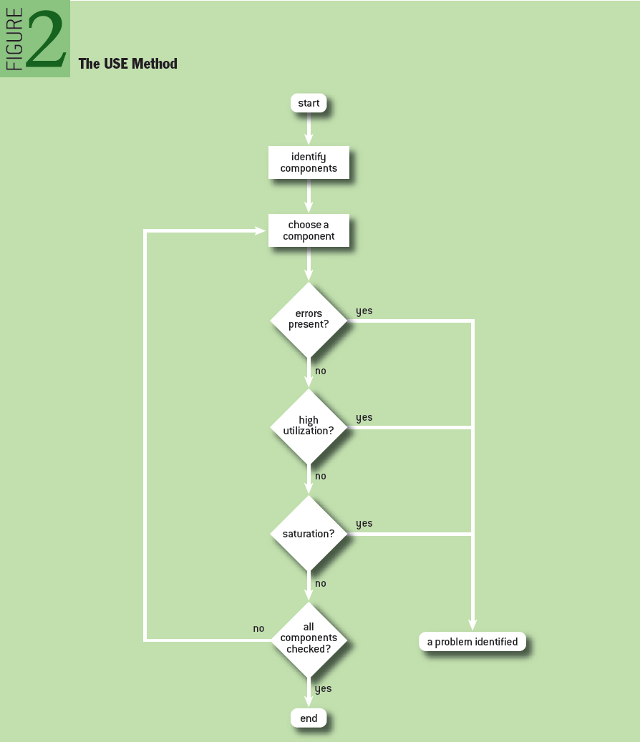 FIGURE
2
The USE Method
start
identify
components
choose a
component
errors
present?
yes
no
high
utilization?
yes
no
saturation?
yes
no
all
components
checked?
no
a problem identified
yes
end